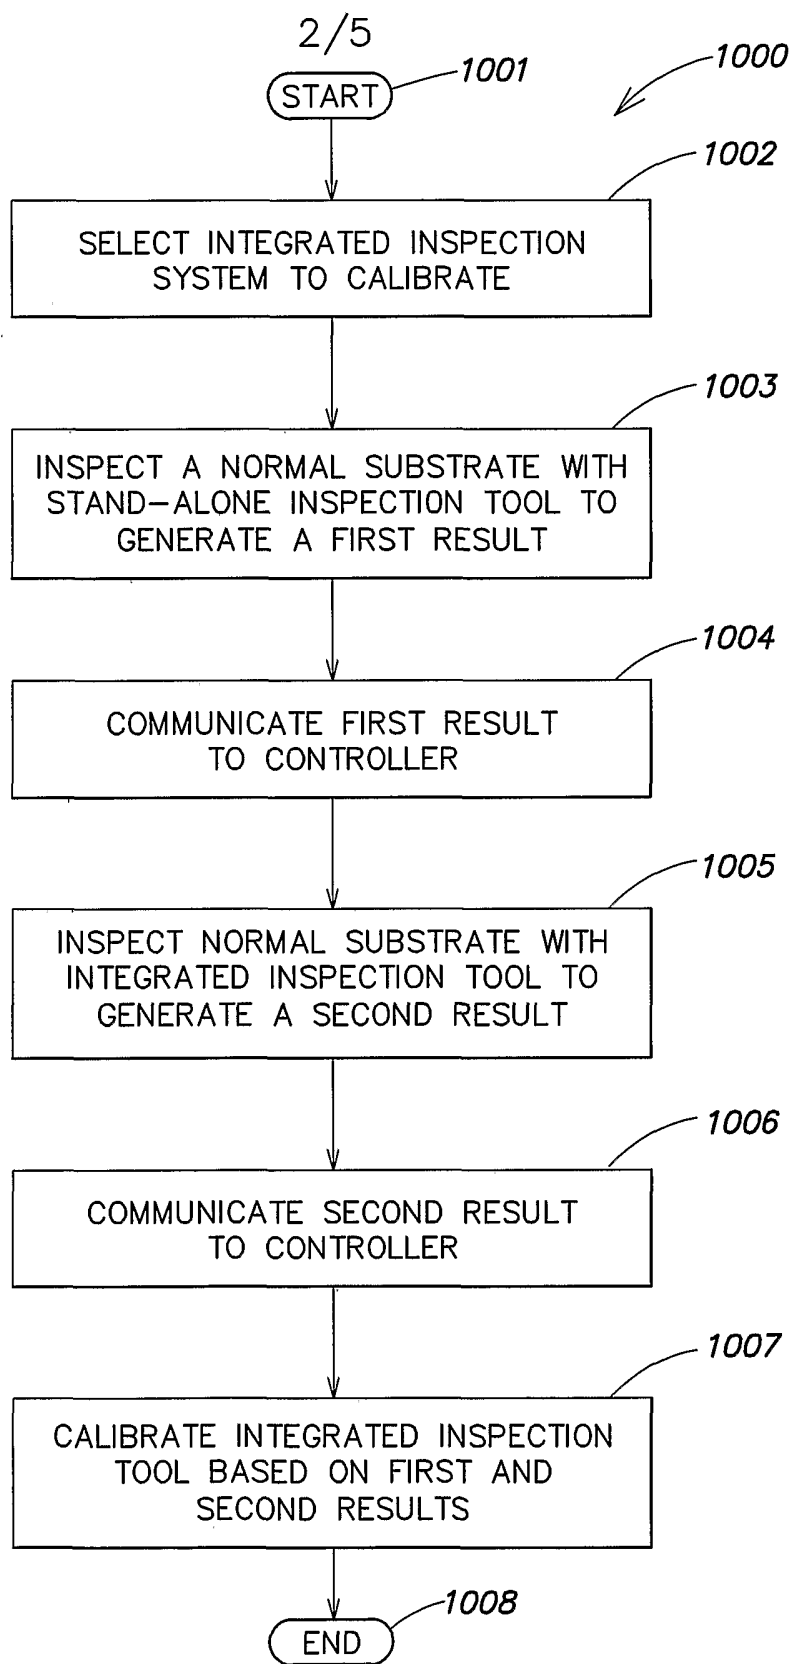 2/5
START
1001
1000
1002
SELECT INTEGRATED INSPECTION
SYSTEM TO CALIBRATE
1003
INSPECT A NORMAL SUBSTRATE WITH
STAND-ALONE INSPECTION TOOL TO
GENERATE A FIRST RESULT
1004
COMMUNICATE FIRST RESULT
TO CONTROLLER
1005
INSPECT NORMAL SUBSTRATE WITH
INTEGRATED INSPECTION TOOL TO
GENERATE A SECOND RESULT
1006
COMMUNICATE SECOND RESULT
TO CONTROLLER
1007
CALIBRATE INTEGRATED INSPECTION
TOOL BASED ON FIRST AND
SECOND RESULTS
1008
END